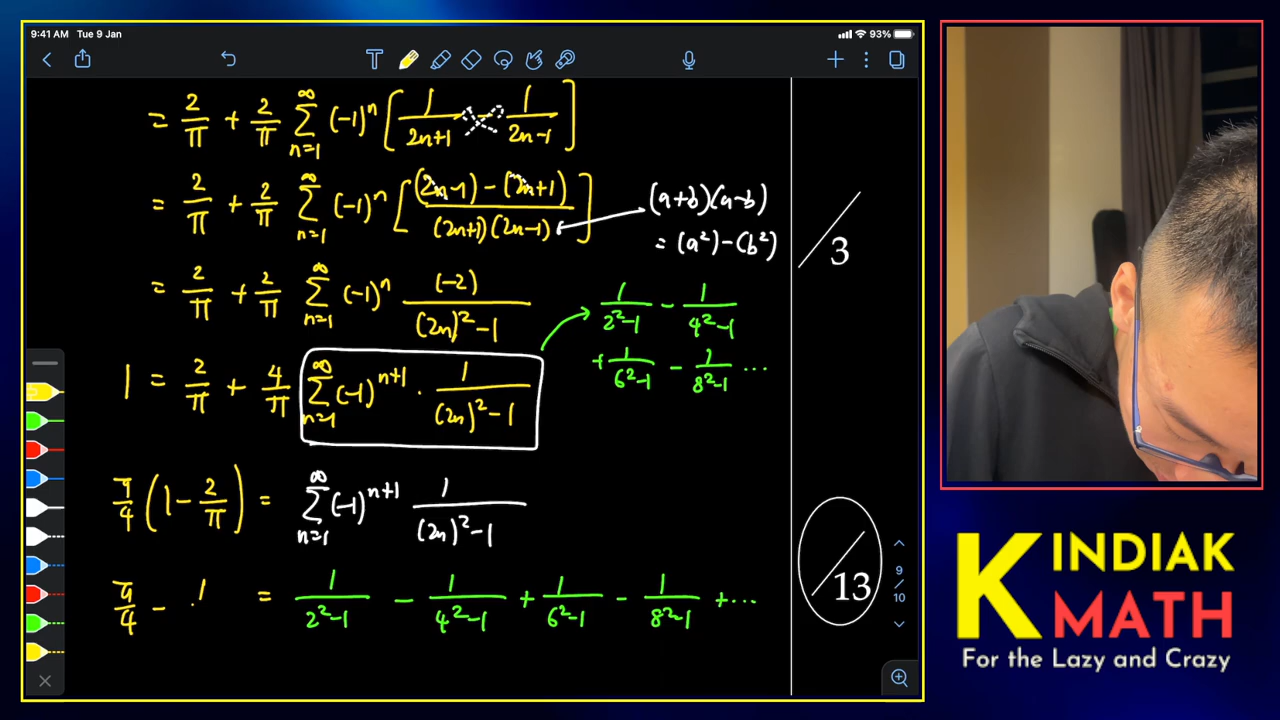 9:41 AM Tue 9 Jan 93%
= 2/π + 2/π ∑_{n=1}^{∞} (-1)^n [ 1/(2n+1) - 1/(2n-1) ]
= 2/π + 2/π ∑_{n=1}^{∞} (-1)^n [ ((2n-1) - (2n+1))/((2n+1)(2n-1)) ]
(a+b)(a-b)
= (a²) - (b²)
= 2/π + 2/π ∑_{n=1}^{∞} (-1)^n (-2)/((2n)² - 1)
1/(2²-1) - 1/(4²-1)
+ 1/(6²-1) - 1/(8²-1) ...
1 = 2/π + 4/π ∑_{n=1}^{∞} (-1)^{n+1} · 1/((2n)² - 1)
π/4 (1 - 2/π) = ∑_{n=1}^{∞} (-1)^{n+1} 1/((2n)² - 1)
π/4 - 1 = 1/(2²-1) - 1/(4²-1) + 1/(6²-1) - 1/(8²-1) + ...
/3
/13
9
/
10
T
KINDIAK
MATH
For the Lazy and Crazy